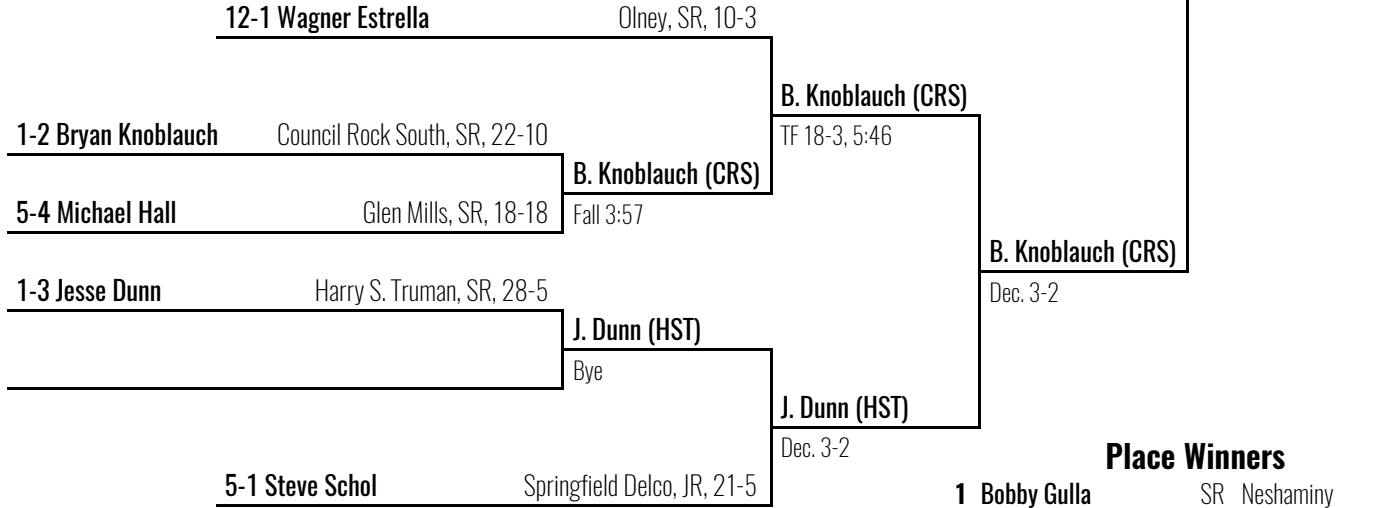 12-1 Wagner Estrella Olney, SR, 10-3
B. Knoblauch (CRS)
1-2 Bryan Knoblauch Council Rock South, SR, 22-10
TF 18-3, 5:46
B. Knoblauch (CRS)
5-4 Michael Hall Glen Mills, SR, 18-18
Fall 3:57
B. Knoblauch (CRS)
1-3 Jesse Dunn Harry S. Truman, SR, 28-5
Dec. 3-2
J. Dunn (HST)
Bye
J. Dunn (HST)
Dec. 3-2
Place Winners
5-1 Steve Schol Springfield Delco, JR, 21-5
1 Bobby Gulla SR Neshaminy